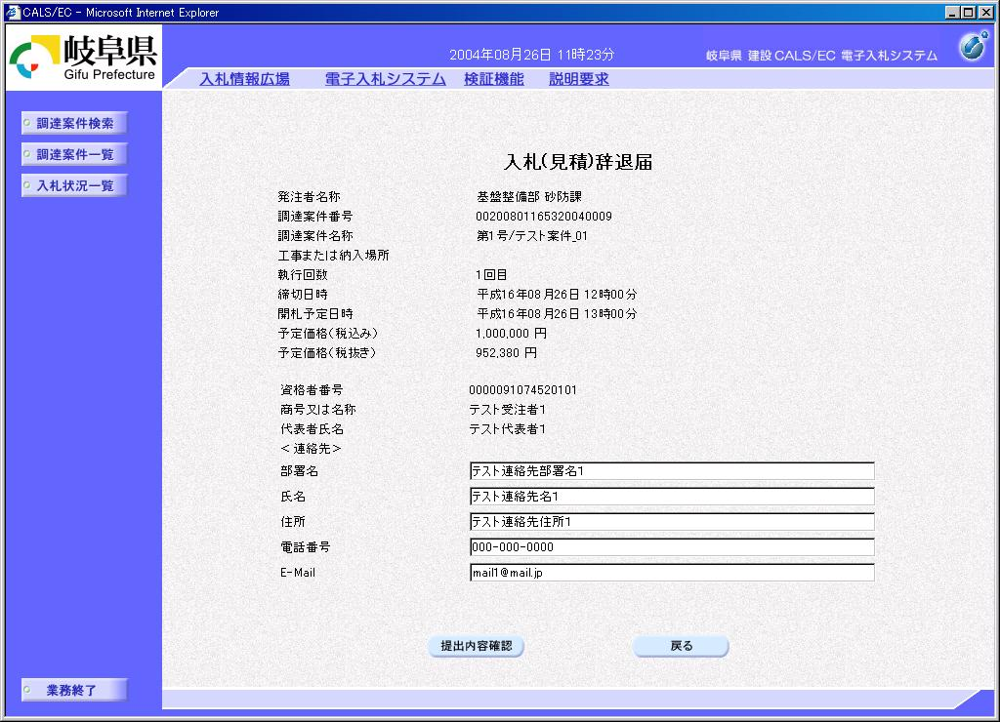 CALS/EC - Microsoft Internet Explorer
岐阜県
Gifu Prefecture
2004年08月26日 11時23分
岐阜県 建設CALS/EC 電子入札システム
入札情報広場 電子入札システム 検証機能 説明要求
調達案件検索
調達案件一覧
入札状況一覧
業務終了
入札(見積)辞退届
発注者名称 基盤整備部 砂防課
調達案件番号 00200801165320040009
調達案件名称 第1号/テスト案件_01
工事または納入場所
執行回数 1回目
締切日時 平成16年08月26日 12時00分
開札予定日時 平成16年08月26日 13時00分
予定価格(税込み) 1,000,000 円
予定価格(税抜き) 952,380 円
資格者番号 0000091074520101
商号又は名称 テスト受注者1
代表者氏名 テスト代表者1
<連絡先>
部署名 テスト連絡先部署名1
氏名 テスト連絡先名1
住所 テスト連絡先住所1
電話番号 000-000-0000
E-Mail mail1@mail.jp
提出内容確認 戻る